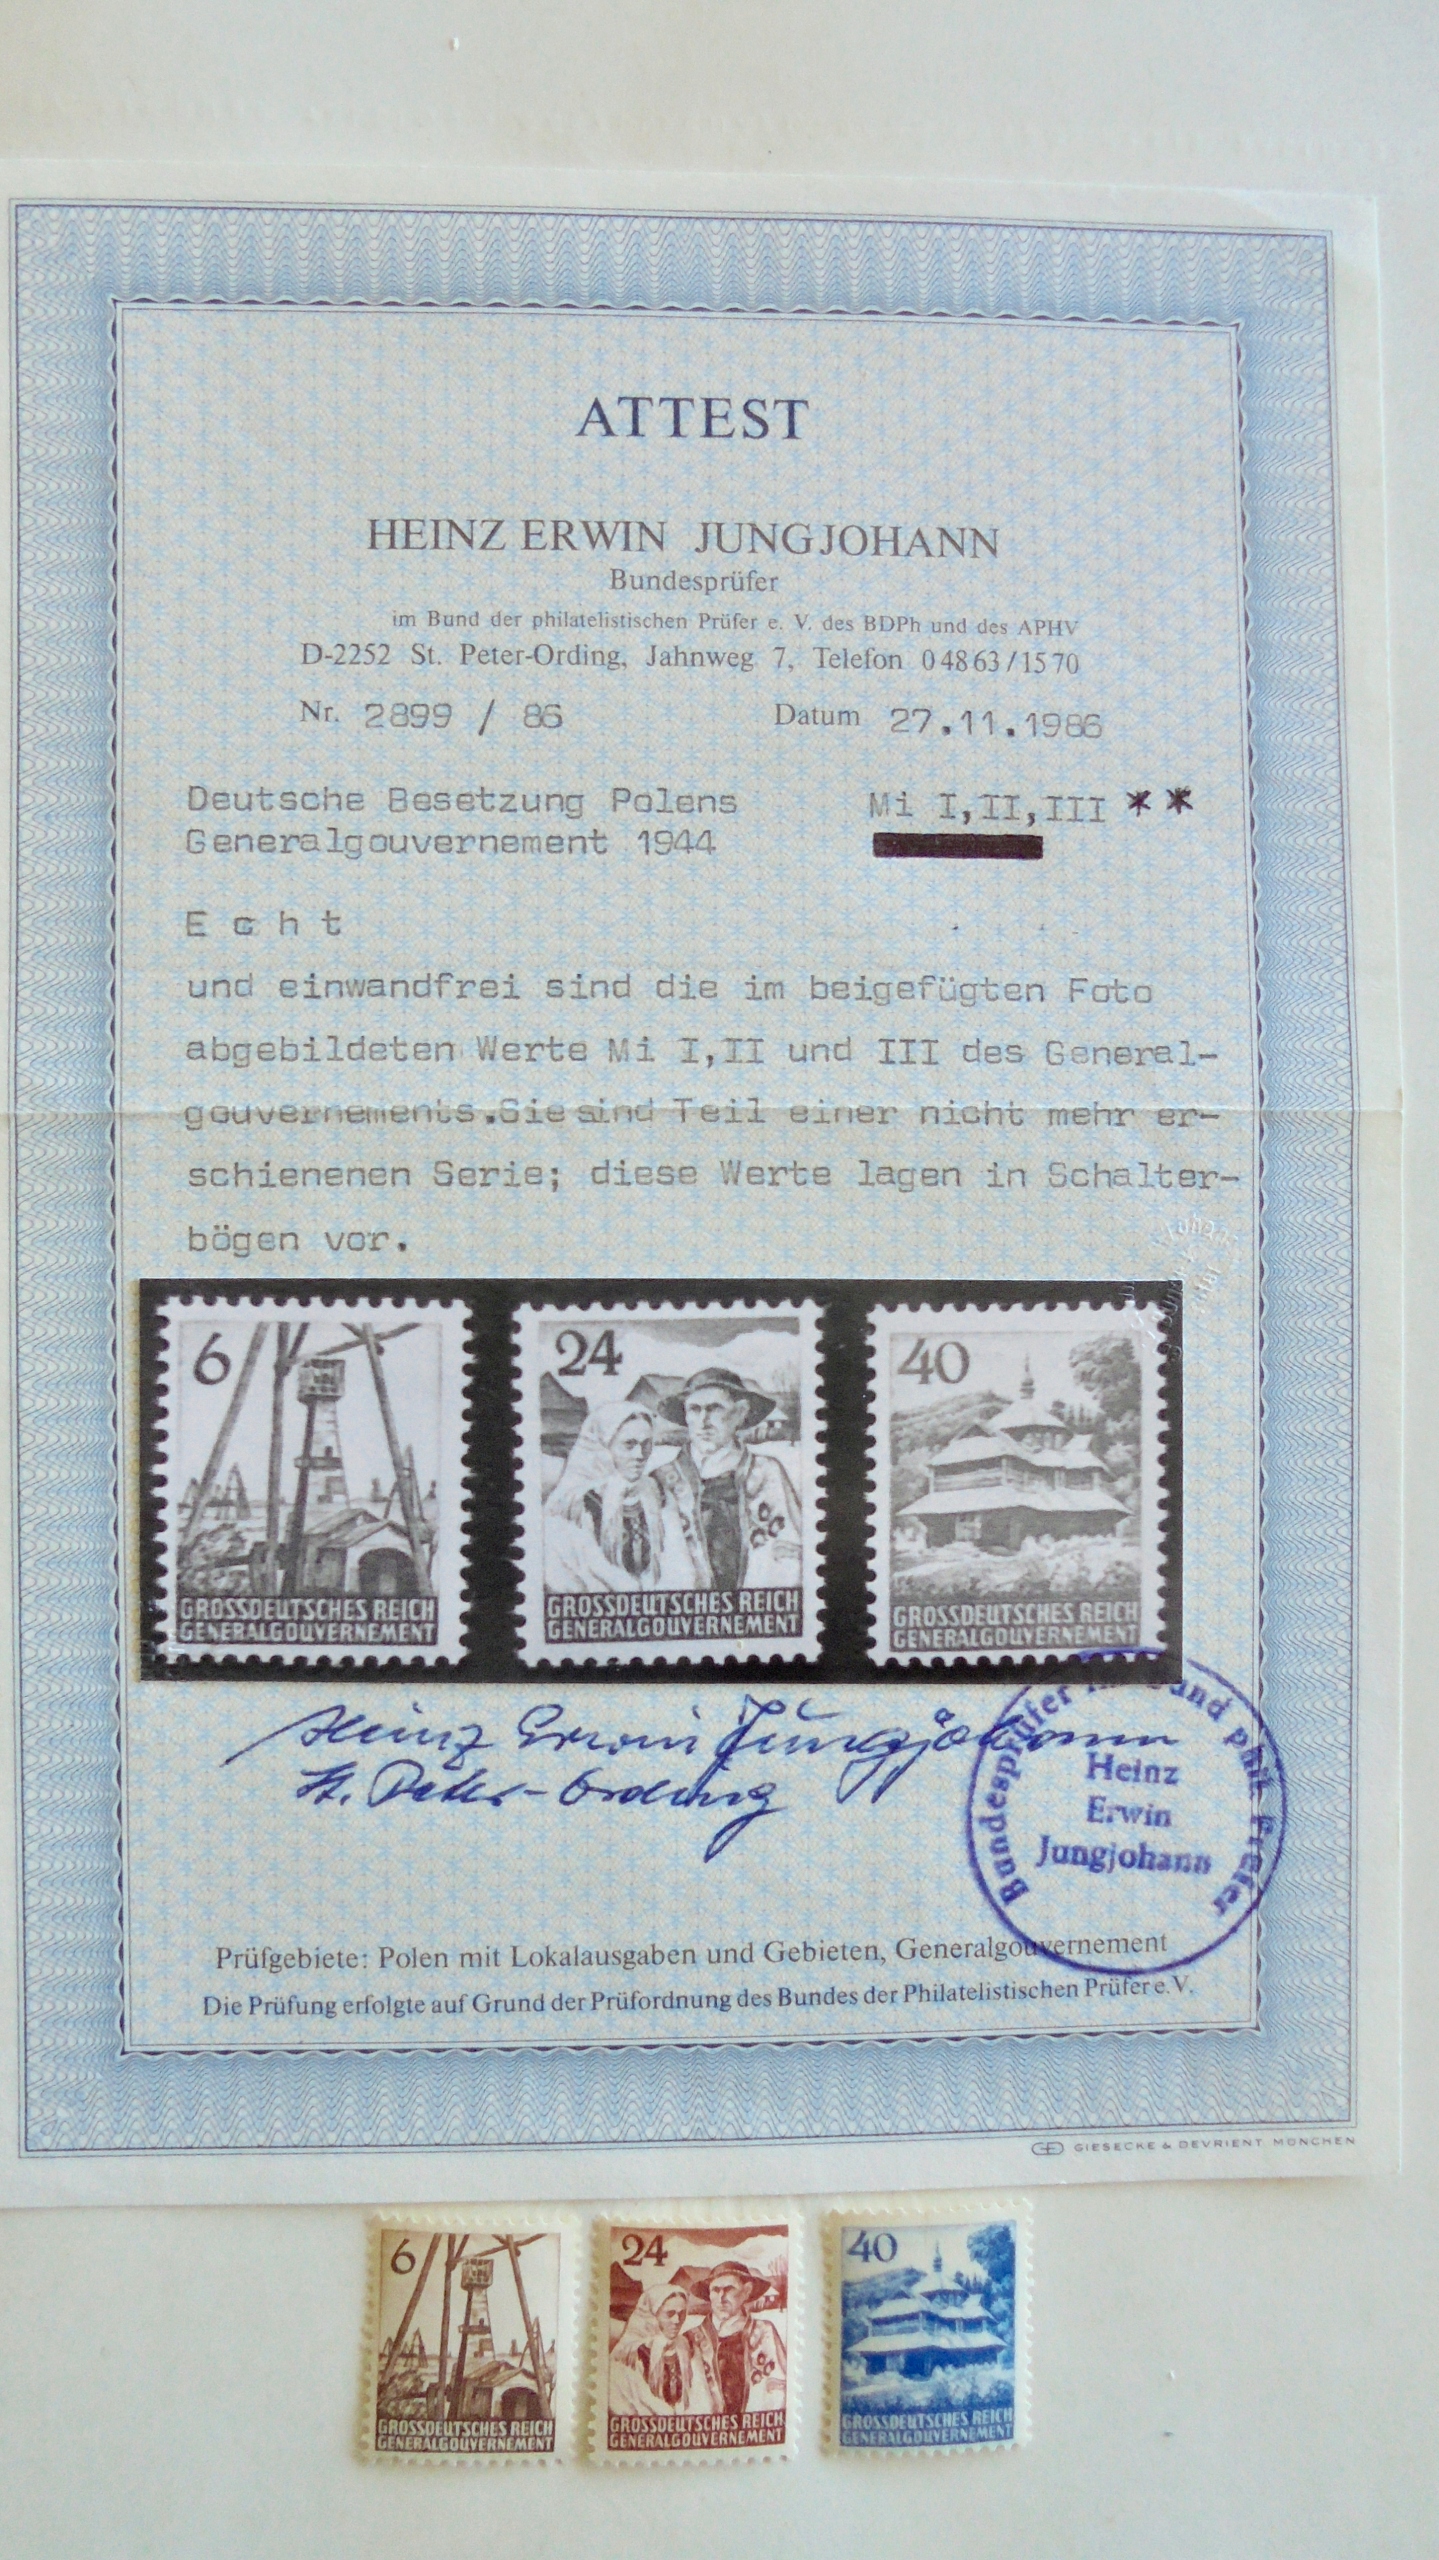 ATTEST
HEINZ ERWIN JUNGJOHANN
Bundesprüfer
im Bund der philatelistischen Prüfer e. V. des BDPh und des APHV
D-2252 St. Peter-Ording, Jahnweg 7, Telefon 04863/1570
Nr. 2899 / 86 Datum 27.11.1986
Deutsche Besetzung Polens Mi I,II,III **
Generalgouvernement 1944
E c h t
und einwandfrei sind die im beigefügten Foto
abgebildeten Werte Mi I,II und III des General-
gouvernements.Sie sind Teil einer nicht mehr er-
schienenen Serie; diese Werte lagen in Schalter-
bögen vor.
6 24 40
GROSSDEUTSCHES REICH GROSSDEUTSCHES REICH GROSSDEUTSCHES REICH
GENERALGOUVERNEMENT GENERALGOUVERNEMENT GENERALGOUVERNEMENT
Heinz Erwin Jungjohann
St. Peter-Ording
Bundesprüfer Bund phil. Prüfer
Heinz
Erwin
Jungjohann
Prüfgebiete: Polen mit Lokalausgaben und Gebieten, Generalgouvernement
Die Prüfung erfolgte auf Grund der Prüfordnung des Bundes der Philatelistischen Prüfer e.V.
GIESECKE & DEVRIENT MÜNCHEN
6 24 40
GROSSDEUTSCHES REICH GROSSDEUTSCHES REICH GROSSDEUTSCHES REICH
GENERALGOUVERNEMENT GENERALGOUVERNEMENT GENERALGOUVERNEMENT